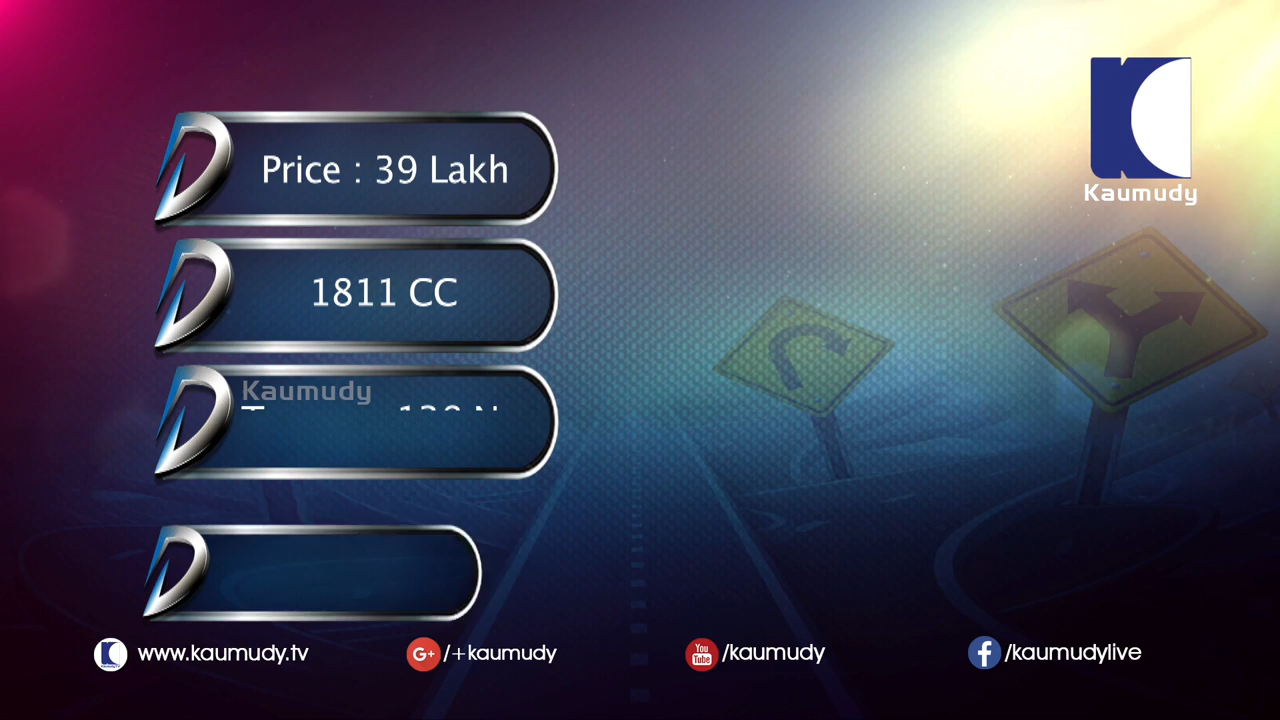 Kaumudy
Price : 39 Lakh
1811 CC
Kaumudy
www.kaumudy.tv
G+ /+kaumudy
You Tube /kaumudy
f /kaumudylive